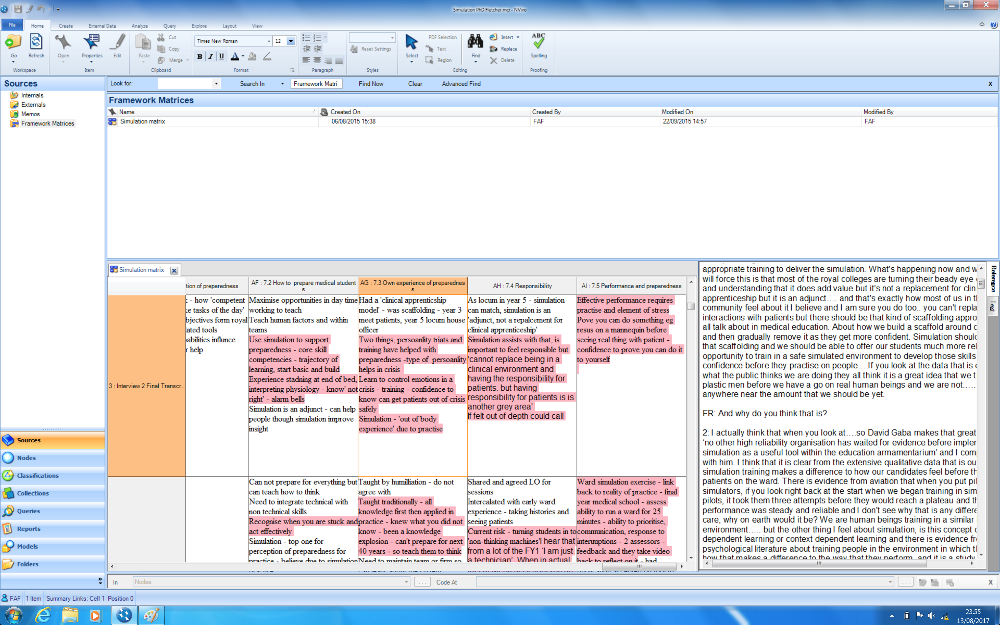 Simulation PhD Fletcher.nvp - NVivo
File Home Create External Data Analyze Query Explore Layout View
Go
Refresh
Workspace
Open
Properties
Edit
Item
Paste
Cut
Copy
Merge
Clipboard
Times New Roman 12
B I U A
Format
Paragraph
Reset Settings
Styles
Select
PDF Selection
Text
Region
Find
Insert
Replace
Delete
Editing
ABC
Spelling
Proofing
Sources
Internals
Externals
Memos
Framework Matrices
Look for: Search In Framework Matri Find Now Clear Advanced Find X
Framework Matrices
Name Created On Created By Modified On Modified By
Simulation matrix 06/08/2015 15:38 FAF 22/09/2015 14:57 FAF
Simulation matrix
tion of preparedness
AF : 7.2 How to prepare medical student
s
AG : 7.3 Own experience of preparednes
s
AH : 7.4 Responsibility
AI : 7.5 Performance and preparedness
3 : Interview 2 Final Transcr...
- how 'competent
e tasks of the day'
bjectives form royal
lated tools
abilities influnce
r help
Maximise opportunities in day time
working to teach
Teach human factors and within
teams
Use simulation to support
preparedness - core skill
competencies - trajectory of
learning, start basic and build
Experience stadning at end of bed,
interpreting physiology - know' not
right' - alarm bells
Simulation is an adjunct - can help
people though simulation improve
insight
Had a 'clinical apprenticship
model' - was scaffolding - year 3
meet patients, year 5 locum house
officer
Two things, persoanlity triats and
training have helped with
preparedness -type of persoanlity
helps in crisis
Learn to control emotions in a
crisis - training - confidence to
know can get patients out of crisis
safely
Simulation - 'out of body
experience' due to practise
As locum in year 5 - simulation
can match, simulation is an
'adjunct, not a repalcement for
clinical apprenticeship'
Simulation assists with that, is
important to feel responsible but
'cannot replace being in a
clinical environment and
having the responsibility for
patients. but having
responsibility for patients is is
another grey area'
If felt out of depth could call
Effective performance requires
practise and element of stress
Pove you can do something eg
resus on a mannequin before
seeing real thing with patient -
confidence to prove you can do it
to yourself
Can not prepare for everything but
can teach how to think
Need to integrate technical with
non technical skills
Recognise when you are stuck and
act effectively
Simulation - top one for
perception of preparedness for
practice - believe due to simulation
Taught by humilliation - do not
agree with
Taught traditionally - all
knowledge first then applied in
practice - knew what you did not
know - been a knowledge
explosion - can't prepare for next
40 years - so teach them to think
Need to maintain team or firm so
Shared and agreed LO for
sessions
Intercalated with early ward
experience - taking histories and
seeing patients
Current risk - turning students in to
'non-thinking machines'I hear that
from a lot of the FY1 'I am just
a technician'. When in actual
Ward simulation exercise - link
back to reality of practice - final
year medical school - assess
ability to run a ward for 25
minutes - ability to prioritise,
communication, response to
interuuptions - 2 assessors -
feedback and they take video
back to reflect on it - had
appropriate training to deliver the simulation. What's happening now and w
will force this is that most of the royal colleges are turning their beady eye
and understanding that it does add value but it's not a replacement for clin
apprenticeship but it is an adjunct.... and that's exactly how most of us in tl
community feel about it I believe and I am sure you do too.. you can't repla
interactions with patients but there should be that kind of scaffolding appro
all talk about in medical education. About how we build a scaffold around c
and then gradually remove it as they get more confident. Simulation shoulc
that scaffolding and we should be able to offer our students much more rel
opportunity to train in a safe simulated environment to develop those skills
confidence before they practise on people....If you look at the data that is
what the public thinks we are doing they all think it is a great idea that we t
plastic men before we have a go on real human beings and we are not.....
anywhere near the amount that we should be yet.
FR: And why do you think that is?
2: I actually think that when you look at....so David Gaba makes that great
‘no other high reliability organisation has waited for evidence before impler
simulation as a useful tool within the education armamentarium’ and I com
with him. I think that it is clear from the extensive qualitative data that is ou
simulation training makes a difference to how our candidates feel before th
patients on the ward. There is evidence from aviation that when you put pil
simulators, if you look right back at the start when we began training in sim
pilots, it took them three attempts before they would reach a plateau and th
performance was steady and reliable and I don't see why that is any differe
care, why on earth would it be? We are human beings training in a similar
environment..... but the other thing I feel about simulation, is this concept
dependent learning or context dependent learning and there is evidence fr
psychological literature about training people in the environment in which tl
how that makes a difference to the way that they perform and it is a study
Reference
Text
Sources
Nodes
Classifications
Collections
Queries
Reports
Models
Folders
In Nodes ... Code At ... X
FAF 1 Item Summary Links: Cell 1 Position 0
23:55
13/08/2017